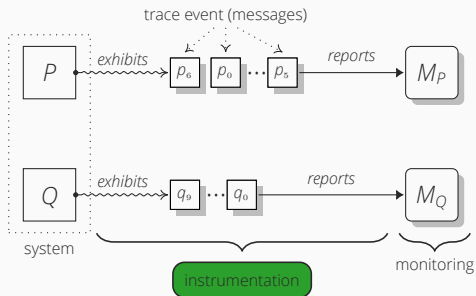 trace event (messages)
P exhibits p₆ p₀ ··· p₅ reports M_P
Q exhibits q₉ ··· q₀ reports M_Q
system
instrumentation
monitoring